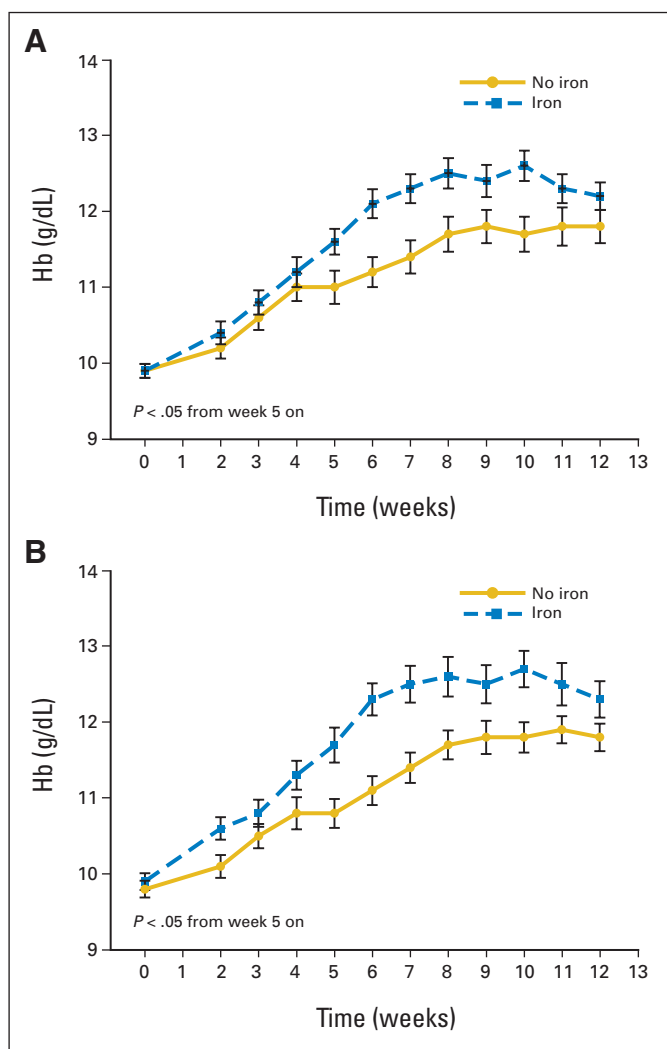 A
14
13
12
11
10
9
Hb (g/dL)
No iron
Iron
P < .05 from week 5 on
0 1 2 3 4 5 6 7 8 9 10 11 12 13
Time (weeks)
B
14
13
12
11
10
9
Hb (g/dL)
No iron
Iron
P < .05 from week 5 on
0 1 2 3 4 5 6 7 8 9 10 11 12 13
Time (weeks)